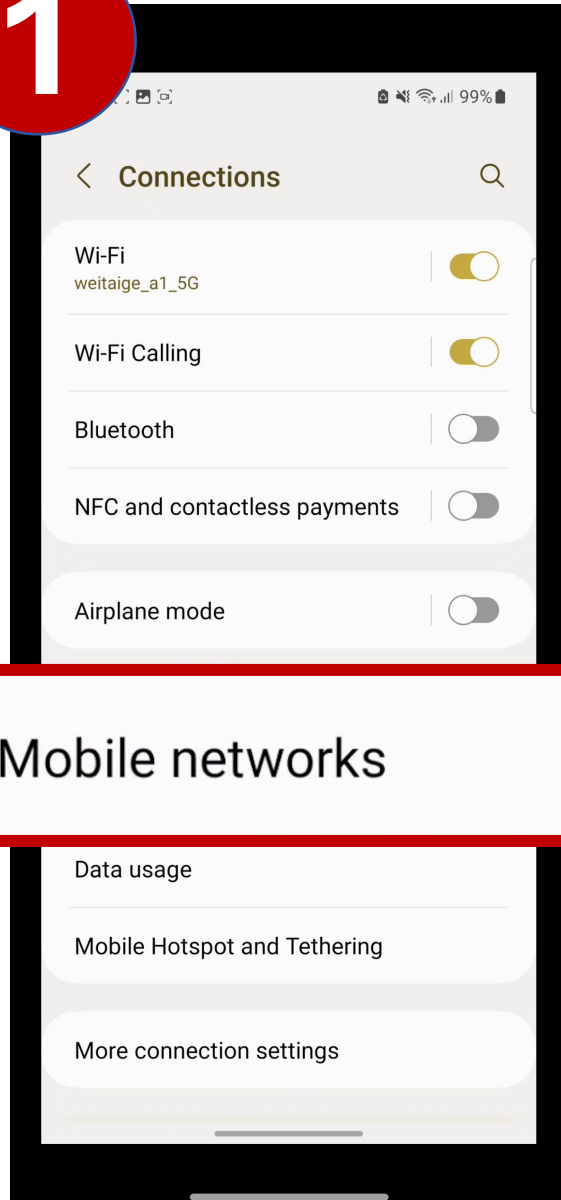 1
99%
Connections
Wi-Fi
weitaige_a1_5G
Wi-Fi Calling
Bluetooth
NFC and contactless payments
Airplane mode
Mobile networks
Data usage
Mobile Hotspot and Tethering
More connection settings